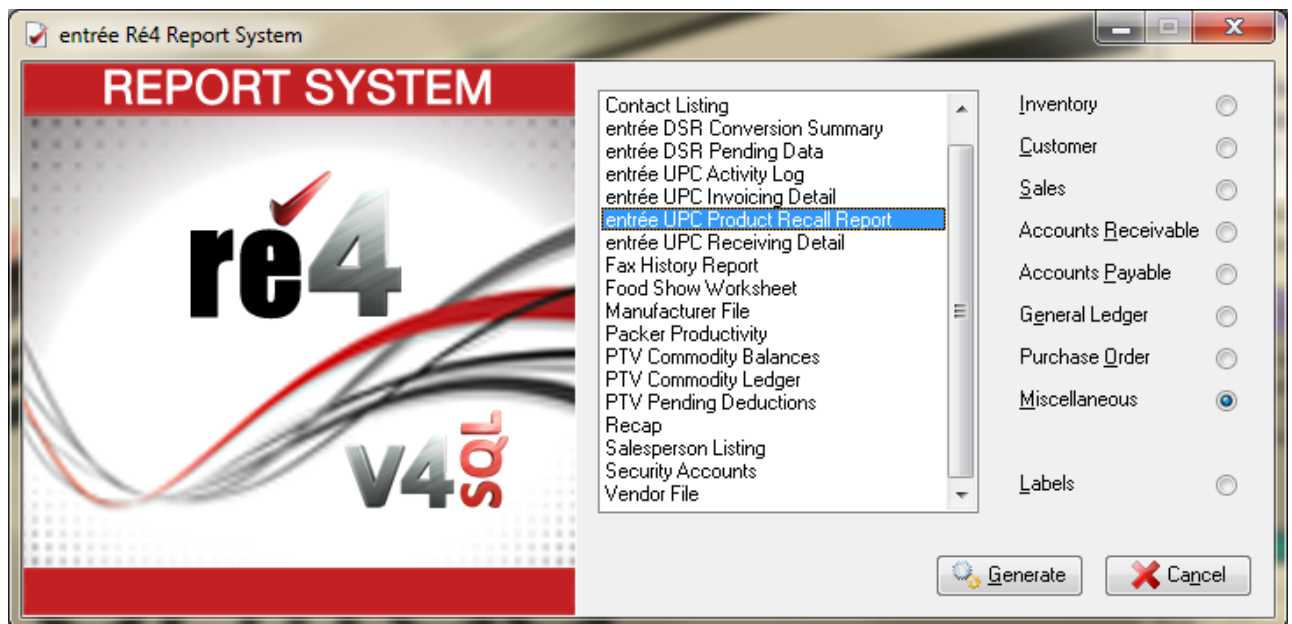 entrée Ré4 Report System
REPORT SYSTEM
ré4
V4 SQL
Contact Listing
entrée DSR Conversion Summary
entrée DSR Pending Data
entrée UPC Activity Log
entrée UPC Invoicing Detail
entrée UPC Product Recall Report
entrée UPC Receiving Detail
Fax History Report
Food Show Worksheet
Manufacturer File
Packer Productivity
PTV Commodity Balances
PTV Commodity Ledger
PTV Pending Deductions
Recap
Salesperson Listing
Security Accounts
Vendor File
Inventory
Customer
Sales
Accounts Receivable
Accounts Payable
General Ledger
Purchase Order
Miscellaneous
Labels
Generate
Cancel